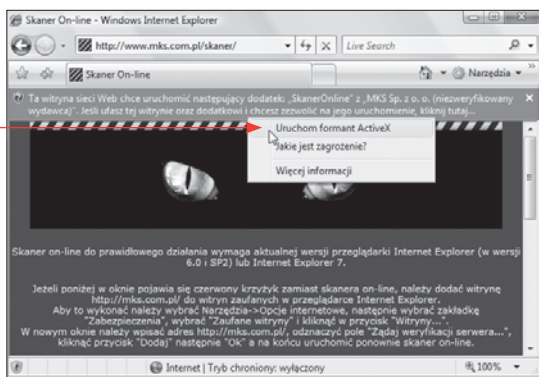 Skaner On-line - Windows Internet Explorer
http://www.mks.com.pl/skaner/
Live Search
Skaner On-line
Narzędzia
Ta witryna sieci Web chce uruchomić następujący dodatek: „SkanerOnline" z „MKS Sp. z o. o. (niezweryfikowany
wydawca)". Jeśli ufasz tej witrynie oraz dodatkowi i chcesz zezwolić na jego uruchomienie, kliknij tutaj...
Uruchom formant ActiveX
Jakie jest zagrożenie?
Więcej informacji
Skaner on-line do prawidłowego działania wymaga aktualnej wersji przeglądarki Internet Explorer (w wersji
6.0 i SP2) lub Internet Explorer 7.
Jeżeli poniżej w oknie pojawia się czerwony krzyżyk zamiast skanera on-line, należy dodać witrynę
http://mks.com.pl/ do witryn zaufanych w przeglądarce Internet Explorer.
Aby to wykonać należy wybrać Narzędzia->Opcje internetowe, następnie wybrać zakładkę
"Zabezpieczenia", wybrać "Zaufane witryny" i kliknąć w przycisk "Witryny...".
W nowym oknie należy wpisać adres http://mks.com.pl/, odznaczyć pole "Żądaj weryfikacji serwera...",
kliknąć przycisk "Dodaj" następnie "Ok" a na końcu uruchomić ponownie skaner on-line.
Internet | Tryb chroniony: wyłączony
100%